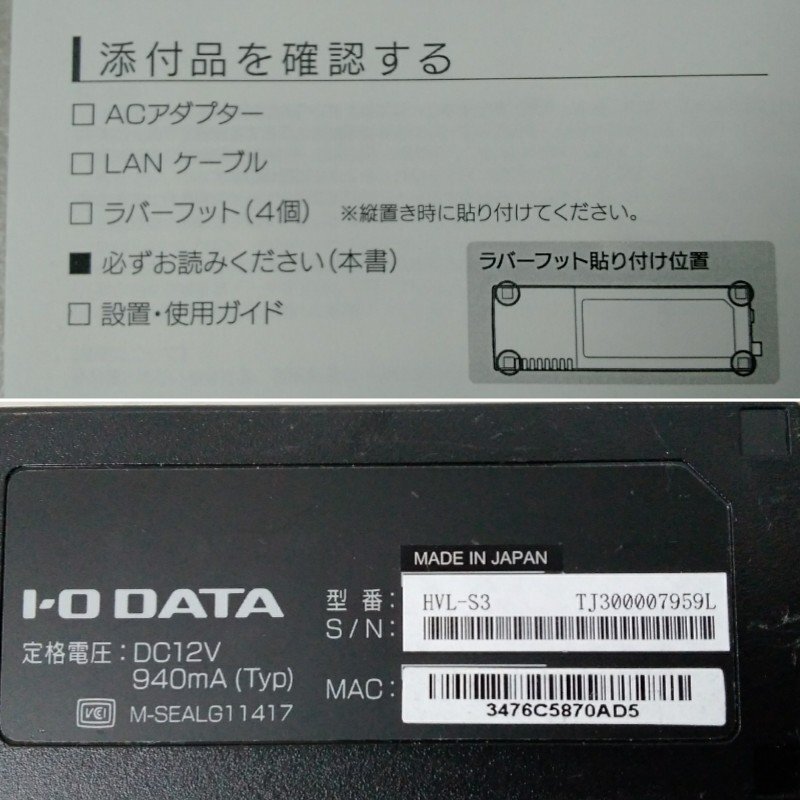 添付品を確認する
□ ACアダプター
□ LAN ケーブル
□ ラバーフット(4個) ※縦置き時に貼り付けてください。
■ 必ずお読みください(本書)
□ 設置・使用ガイド
ラバーフット貼り付け位置
MADE IN JAPAN
I-O DATA
型番: HVL-S3 TJ300007959L
S/N:
定格電圧:DC12V
940mA (Typ)
MAC: 3476C5870AD5
VCI M-SEALG11417